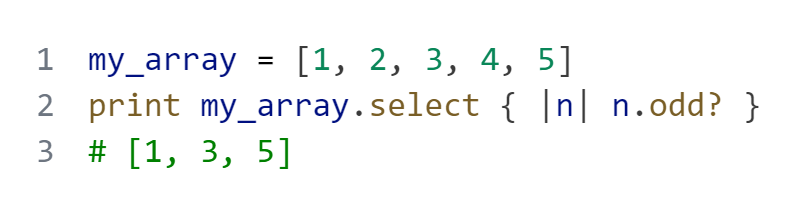 1 my_array = [1, 2, 3, 4, 5]
2 print my_array.select { |n| n.odd? }
3 # [1, 3, 5]